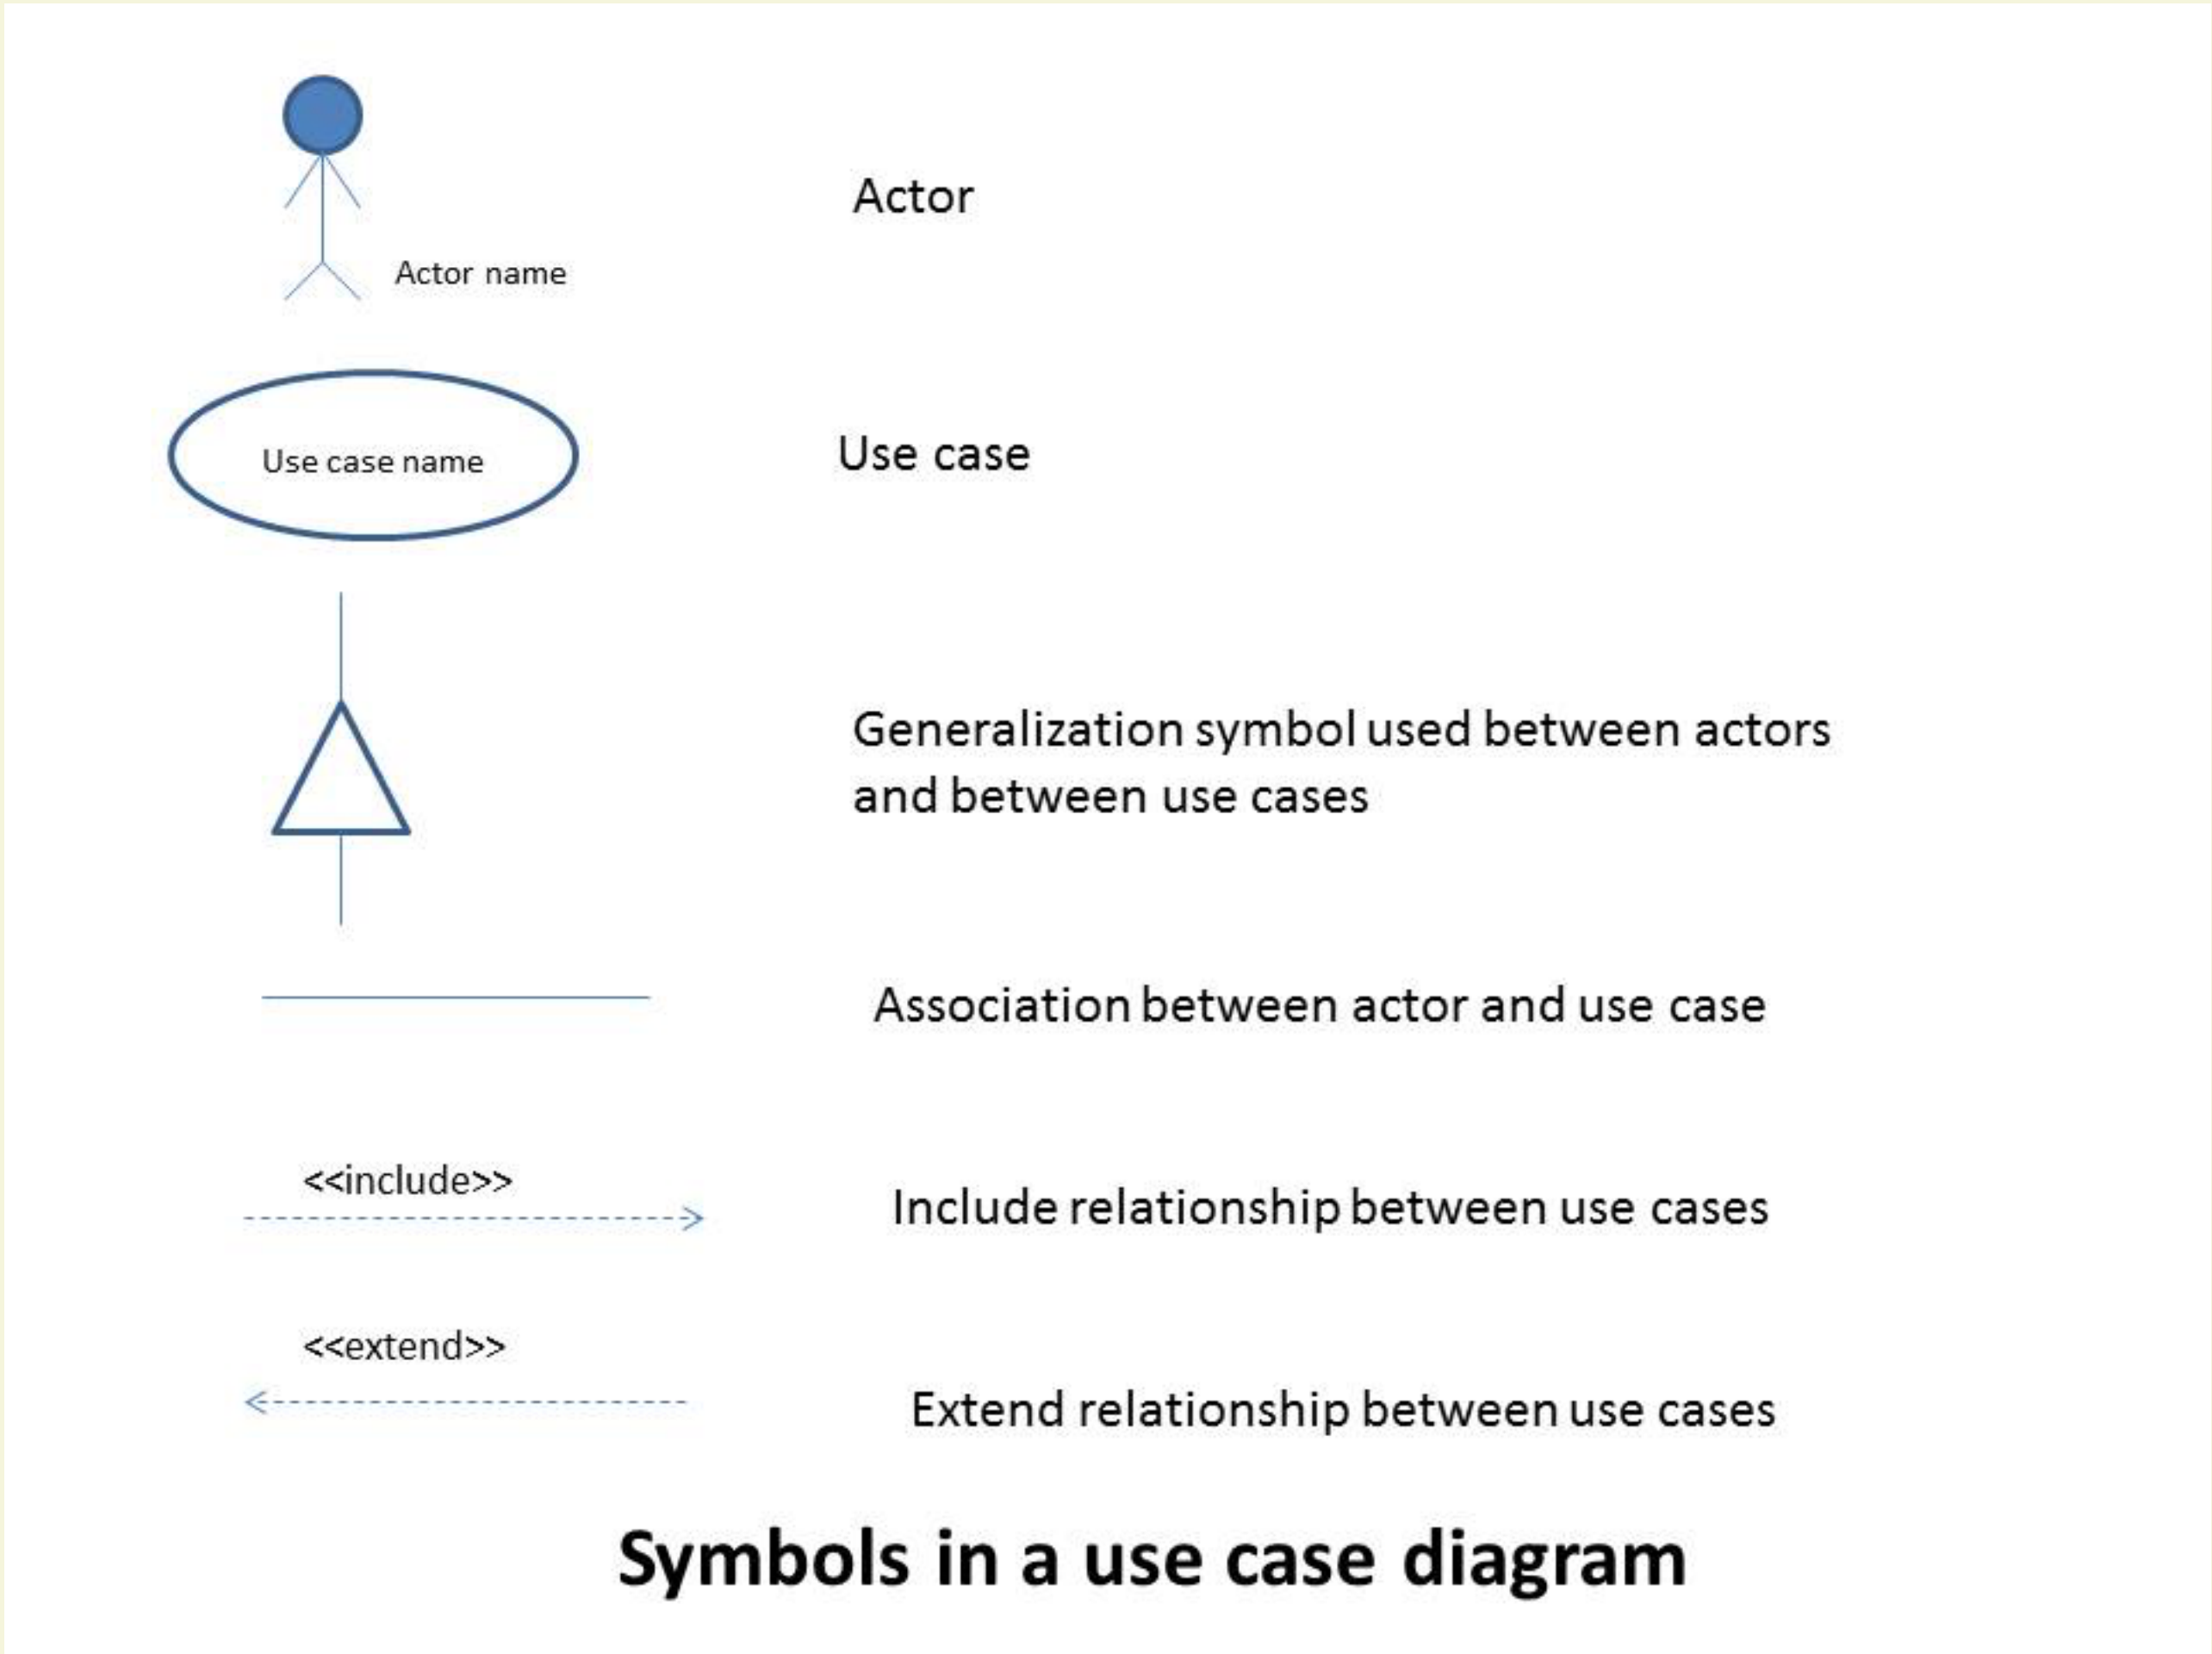 Actor
Actor name
Use case name
Use case
Generalization symbol used between actors
and between use cases
Association between actor and use case
<<include>>
Include relationship between use cases
<<extend>>
Extend relationship between use cases
Symbols in a use case diagram